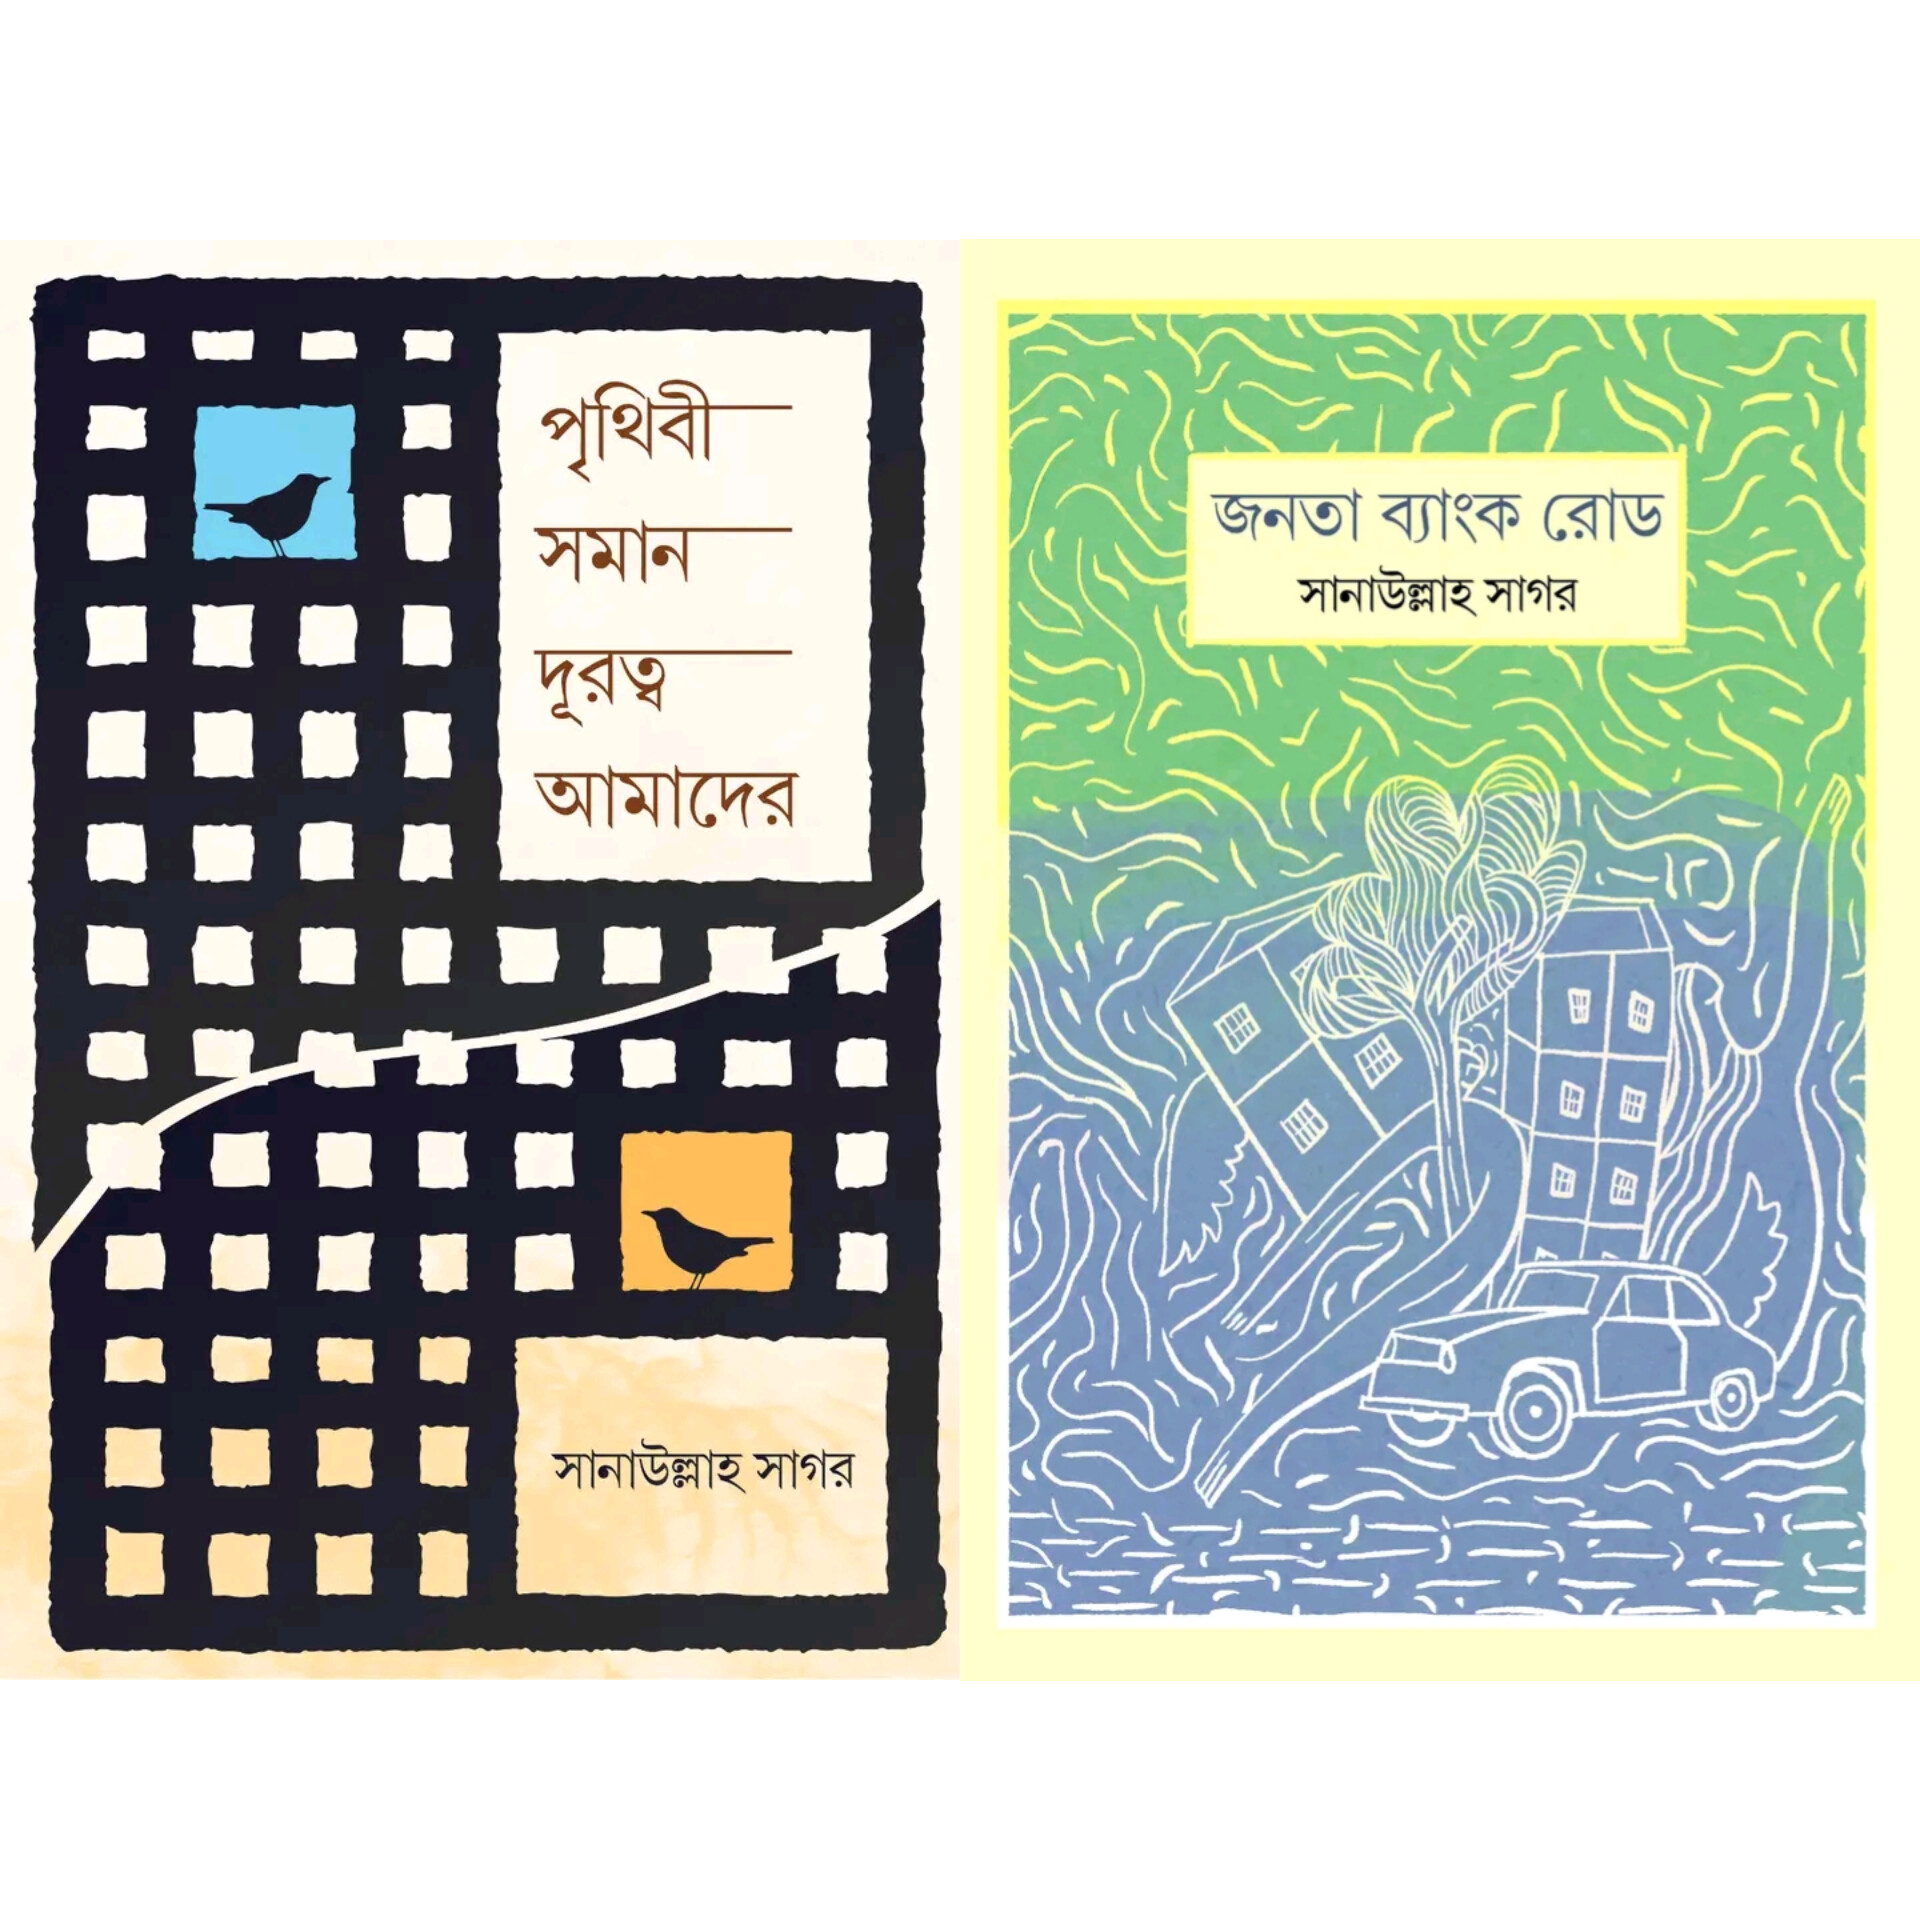 পৃথিবী
সমান
দূরত্ব
আমাদের
সানাউল্লাহ সাগর
জনতা ব্যাংক রোড
সানাউল্লাহ সাগর